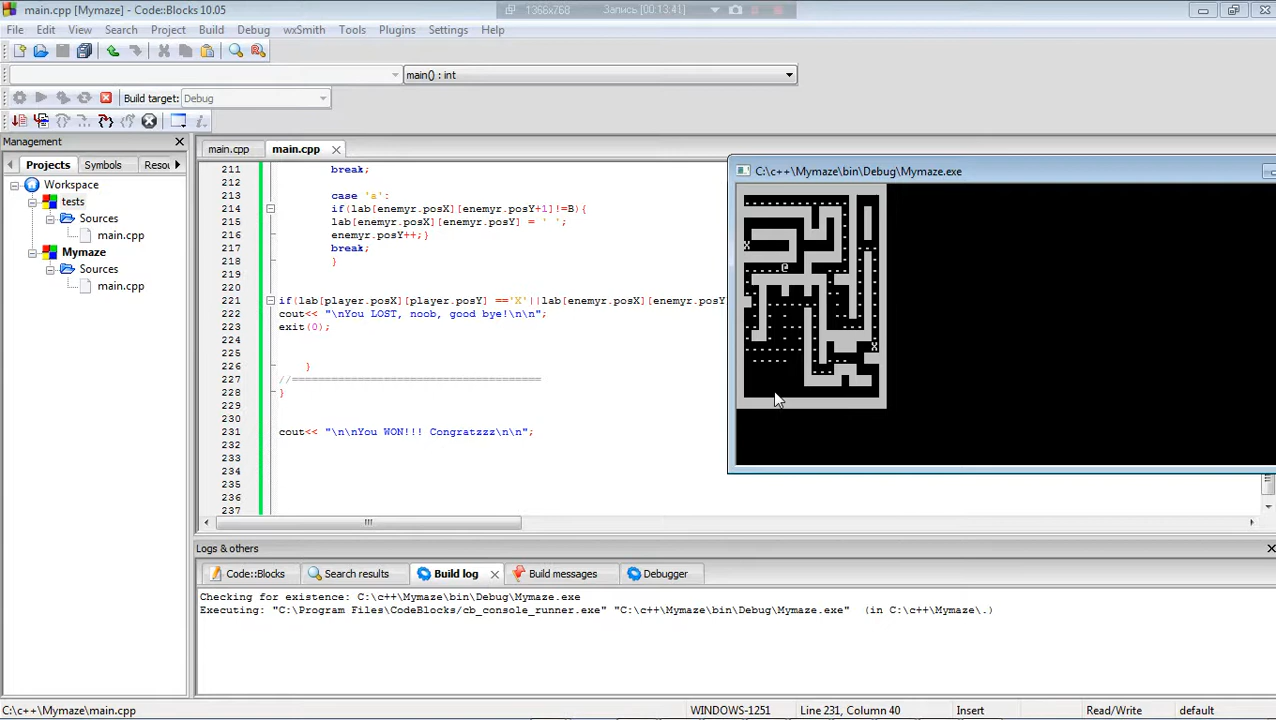 main.cpp [Mymaze] - Code::Blocks 10.05
1366x768 Запись [00:13:41]
File Edit View Search Project Build Debug wxSmith Tools Plugins Settings Help
main() : int
Build target: Debug
Management
Projects Symbols Resou
Workspace
tests
Sources
main.cpp
Mymaze
Sources
main.cpp
main.cpp main.cpp
211 break;
212
213 case 'a':
214 if(lab[enemyr.posX][enemyr.posY+1]!=B){
215 lab[enemyr.posX][enemyr.posY] = ' ';
216 enemyr.posY++;}
217 break;
218 }
219
220
221 if(lab[player.posX][player.posY] =='X'||lab[enemyr.posX][enemyr.posY
222 cout<< "\nYou LOST, noob, good bye!\n\n";
223 exit(0);
224
225
226 }
227 //======================================
228 }
229
230
231 cout<< "\n\nYou WON!!! Congratzzz\n\n";
232
233
234
235
236
237
C:\c++\Mymaze\bin\Debug\Mymaze.exe
X
@
X
Logs & others
Code::Blocks Search results Build log Build messages Debugger
Checking for existence: C:\c++\Mymaze\bin\Debug\Mymaze.exe
Executing: "C:\Program Files\CodeBlocks/cb_console_runner.exe" "C:\c++\Mymaze\bin\Debug\Mymaze.exe" (in C:\c++\Mymaze\.)
C:\c++\Mymaze\main.cpp WINDOWS-1251 Line 231, Column 40 Insert Read/Write default